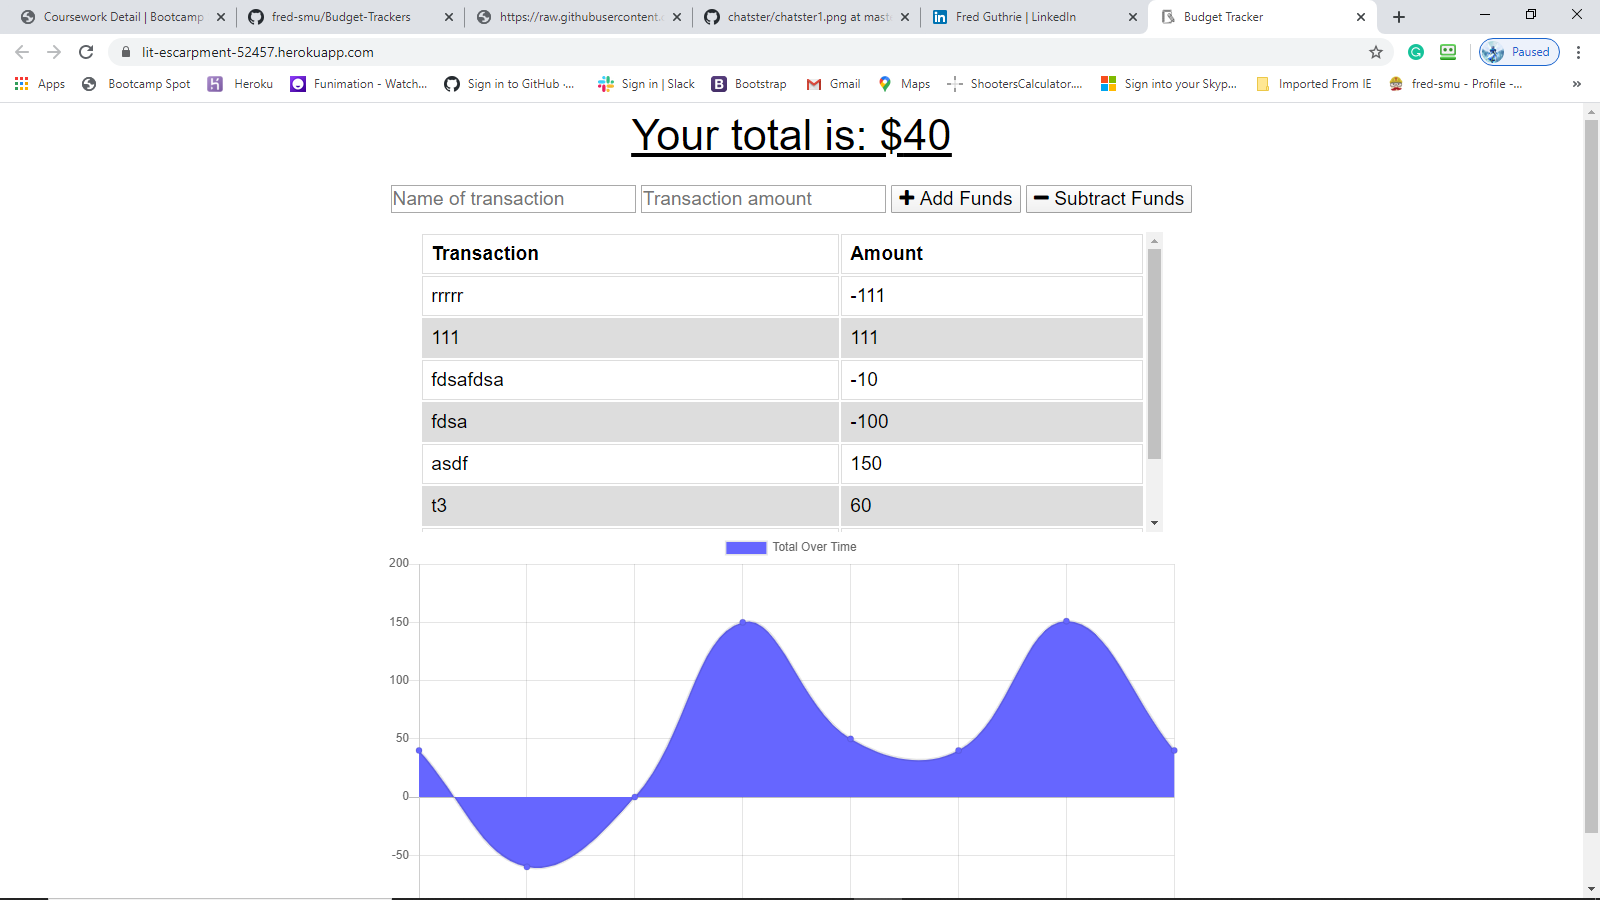 Coursework Detail | Bootcamp
fred-smu/Budget-Trackers
https://raw.githubusercontent.
chatster/chatster1.png at mast
Fred Guthrie | LinkedIn
Budget Tracker
lit-escarpment-52457.herokuapp.com
Paused
Apps
Bootcamp Spot
Heroku
Funimation - Watch...
Sign in to GitHub ·...
Sign in | Slack
Bootstrap
Gmail
Maps
ShootersCalculator....
Sign into your Skyp...
Imported From IE
fred-smu - Profile -...
»
Your total is: $40
Name of transaction
Transaction amount
+ Add Funds
− Subtract Funds
Transaction Amount
rrrrr -111
111 111
fdsafdsa -10
fdsa -100
asdf 150
t3 60
Total Over Time
200
150
100
50
0
-50